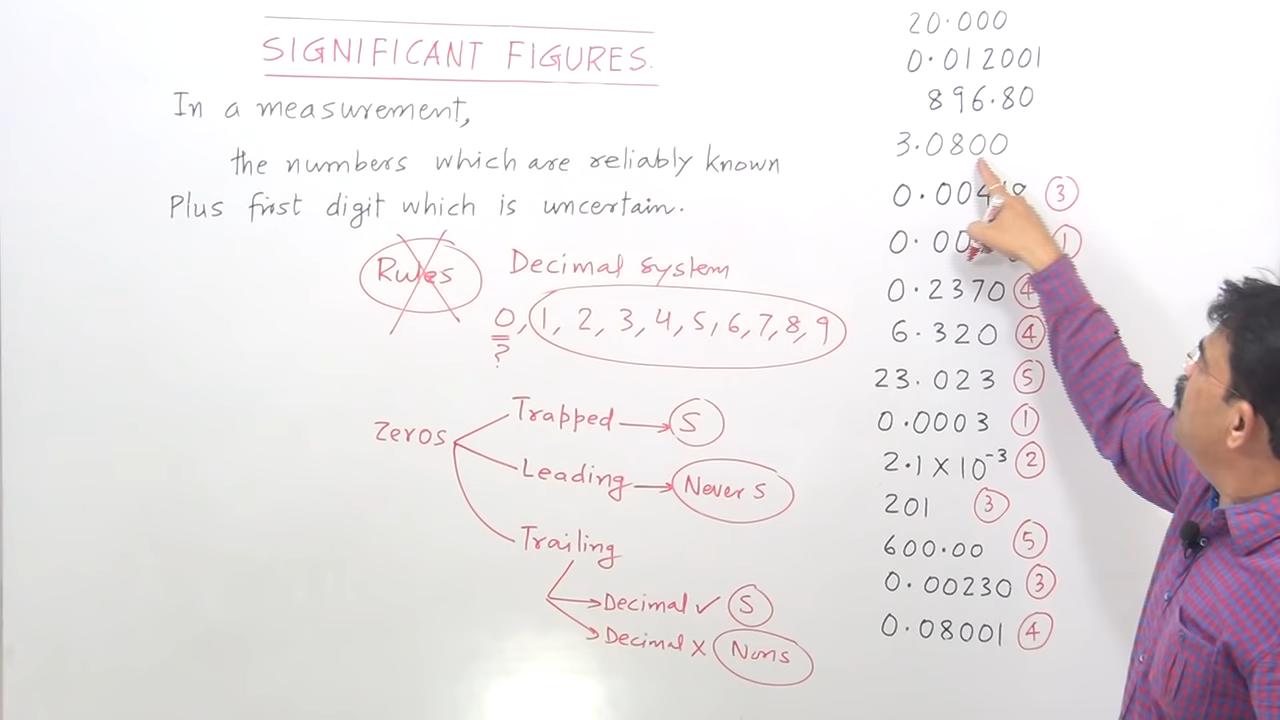 SIGNIFICANT FIGURES.
In a measurement,
the numbers which are reliably known
Plus first digit which is uncertain.
Rules
Decimal system
0, 1, 2, 3, 4, 5, 6, 7, 8, 9
?
Zeros
Trapped → S
Leading → Never S
Trailing
→ Decimal ✓ S
→ Decimal X Nons
20.000
0.012001
896.80
3.0800
3
1
0.2370 4
6.320 4
23.023 5
0.0003 1
2.1 X 10⁻³ 2
201 3
600.00 5
0.00230 3
0.08001 4